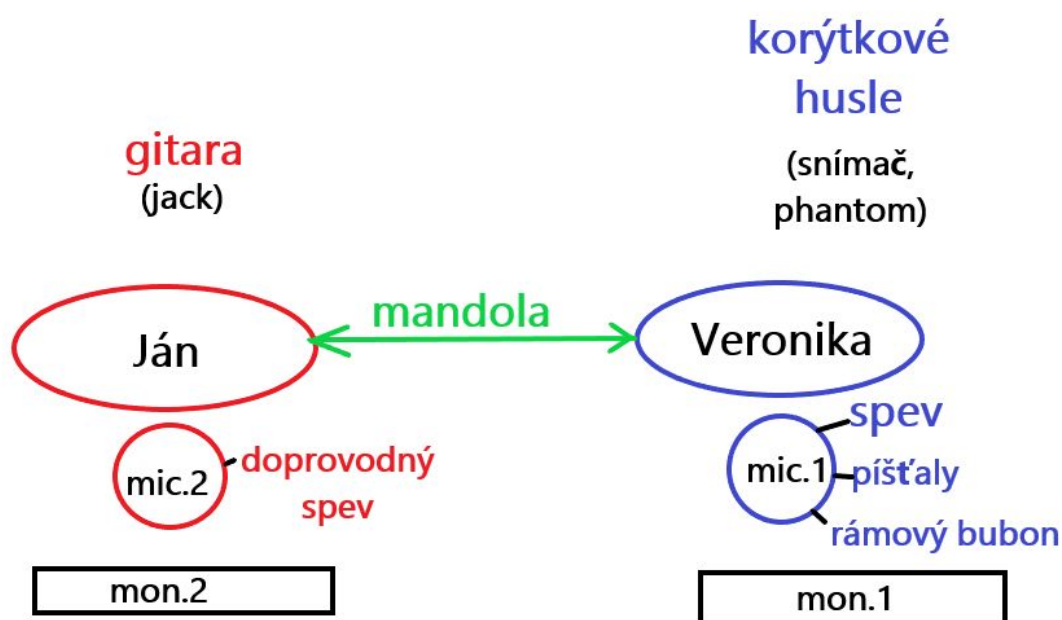 korýtkové
husle
(snímač,
phantom)
gitara
(jack)
mandola
Ján
Veronika
mic.2
doprovodný
spev
mic.1
spev
píšťaly
rámový bubon
mon.2
mon.1